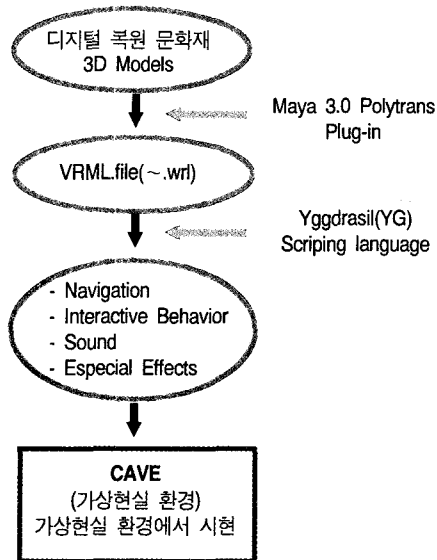 디지털 복원 문화재
3D Models
Maya 3.0 Polytrans
Plug-in
VRML.file(~.wrl)
Yggdrasil(YG)
Scriping language
- Navigation
- Interactive Behavior
- Sound
- Especial Effects
CAVE
(가상현실 환경)
가상현실 환경에서 시현